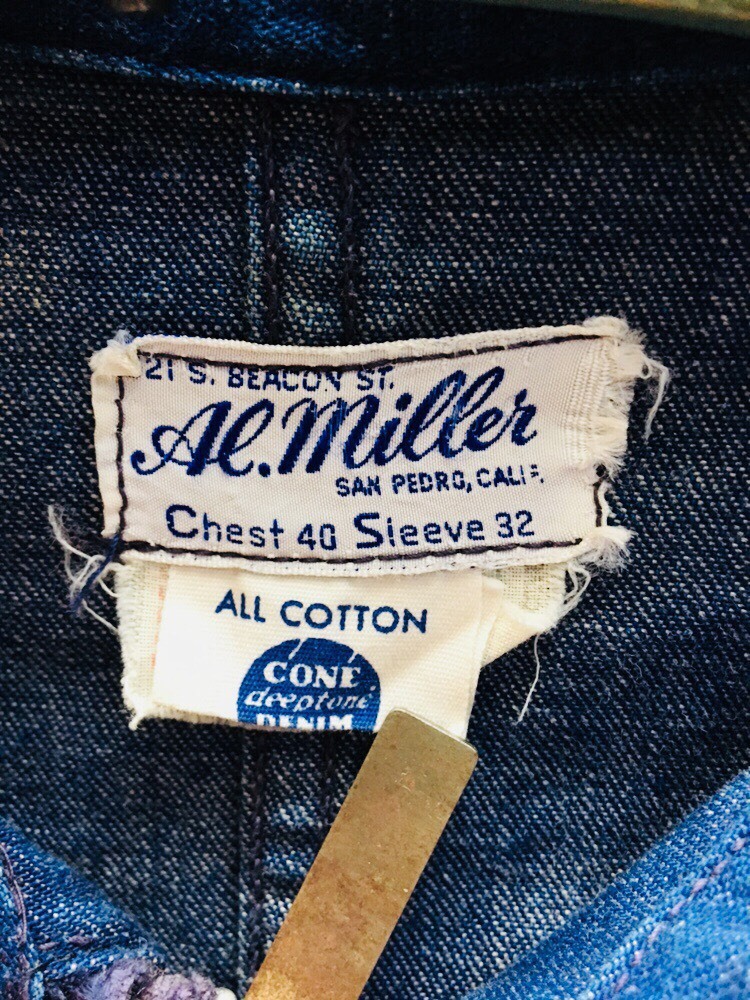 21 S. BEACON ST.
Al. Miller
SAN PEDRO, CALIF.
Chest 40 Sleeve 32
ALL COTTON
CONE
deeptone
DENIM